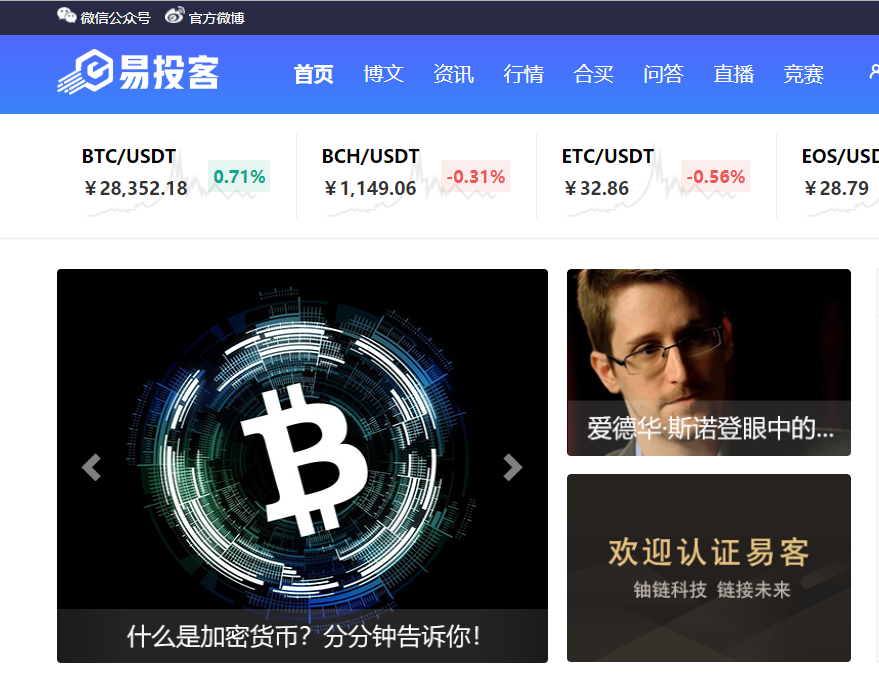 微信公众号 官方微博
易投客 首页 博文 资讯 行情 合买 问答 直播 竞赛
BTC/USDT BCH/USDT ETC/USDT EOS/USD
0.71% -0.31% -0.56%
¥28,352.18 ¥1,149.06 ¥32.86 ¥28.79
爱德华·斯诺登眼中的...
欢迎认证易客
铀链科技 链接未来
什么是加密货币？分分钟告诉你！